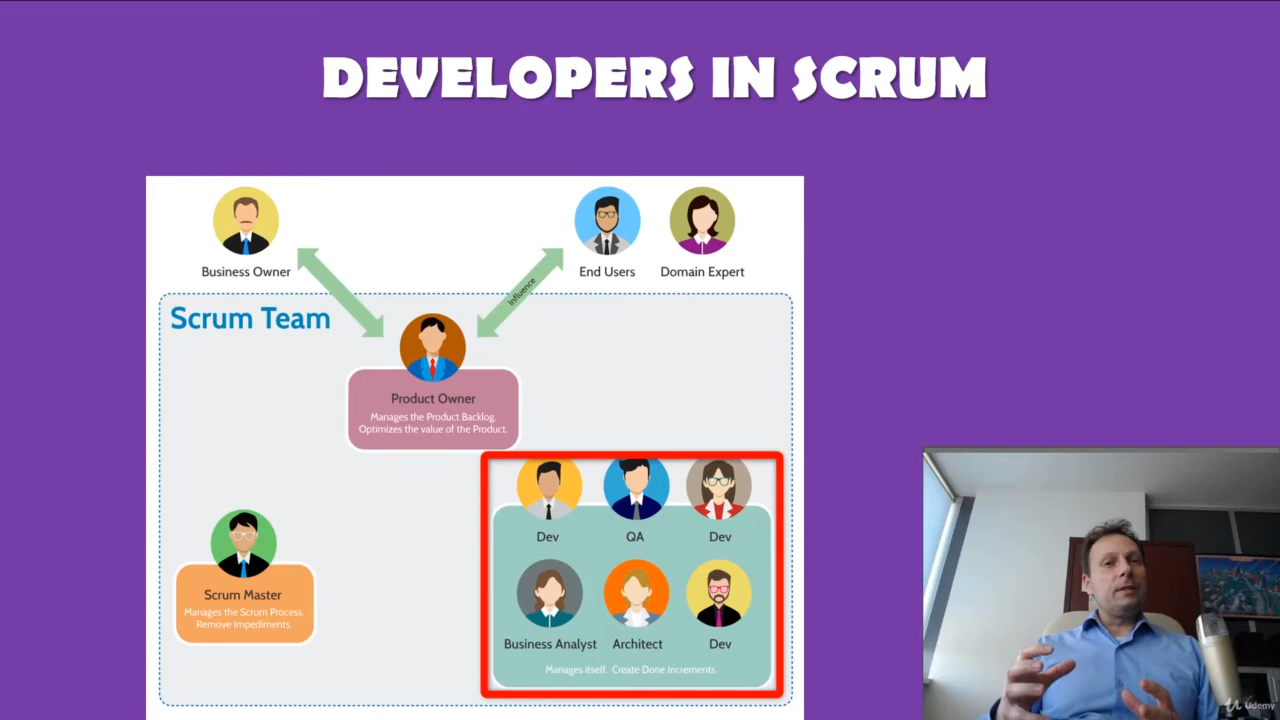 DEVELOPERS IN SCRUM
Business Owner
End Users
Domain Expert
Influence
Scrum Team
Product Owner
Manages the Product Backlog.
Optimizes the value of the Product.
Dev
QA
Dev
Scrum Master
Manages the Scrum Process.
Remove Impediments.
Business Analyst
Architect
Dev
Manages itself. Create Done Increments.
Udemy